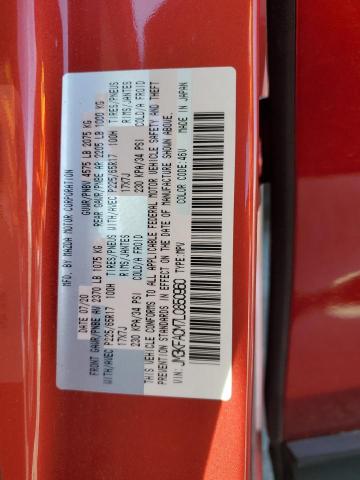 MFD. BY MAZDA MOTOR CORPORATION
DATE 07/20 GVWR/PNBV 4575 LB 2075 KG
FRONT GAWR/PNBE AV 2370 LB 1075 KG REAR GAWR/PNBE AR 2205 LB 1000 KG
TIRES/PNEUS WITH/AVEC P225/65R17 100H TIRES/PNEUS WITH/AVEC P225/65R17 100H
RIMS/JANTES 17X7J RIMS/JANTES 17X7J
COLD/A FROID 230 KPA/34 PSI COLD/A FROID 230 KPA/34 PSI
THIS VEHICLE CONFORMS TO ALL APPLICABLE FEDERAL MOTOR VEHICLE SAFETY AND THEFT
PREVENTION STANDARDS IN EFFECT ON THE DATE OF MANUFACTURE SHOWN ABOVE.
TYPE: MPV COLOR CODE: 46V MADE IN JAPAN